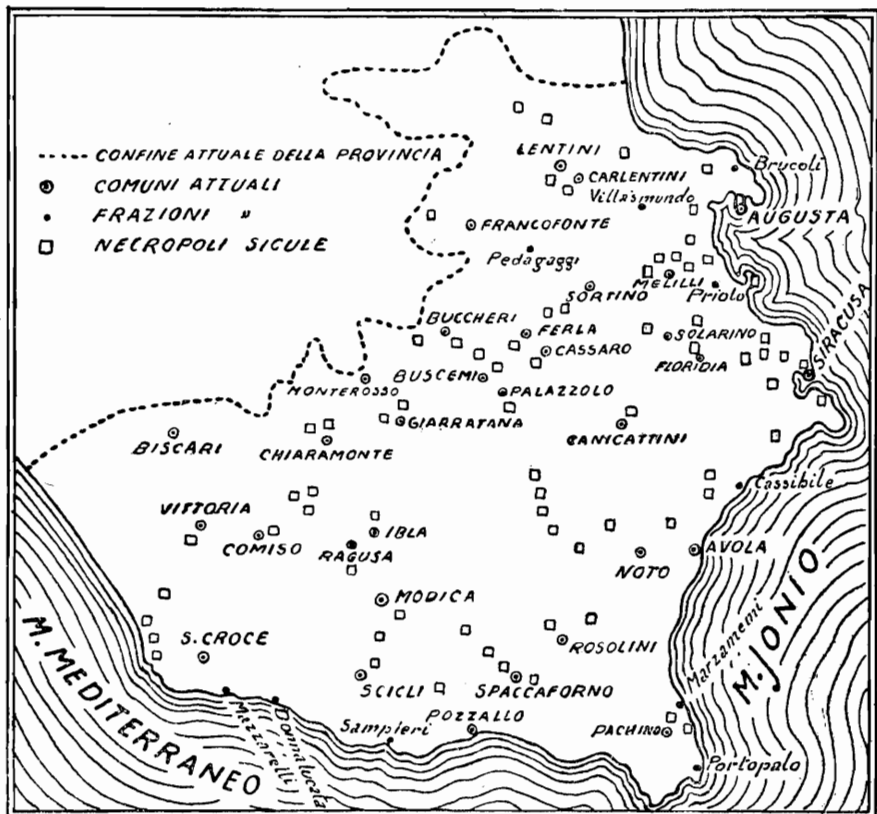 CONFINE ATTUALE DELLA PROVINCIA
COMUNI ATTUALI
FRAZIONI "
NECROPOLI SICULE
LENTINI
CARLENTINI
Brucoli
Villasmundo
AUGUSTA
FRANCOFONTE
Pedagaggi
MELILLI
Priolo
SORTINO
BUCCHERI
FERLA
SOLARINO
SIRACUSA
CASSARO
FLORIDIA
MONTEROSSO
BUSCEMI
PALAZZOLO
GIARRATANA
CANICATTINI
BISCARI
CHIARAMONTE
Cassibile
VITTORIA
COMISO
IBLA
RAGUSA
NOTO
AVOLA
MODICA
M. JONIO
Marzamemi
ROSOLINI
S. CROCE
SCICLI
SPACCAFORNO
M. MEDITERRANEO
Mazzarelli
Donnalucata
Sampieri
POZZALLO
PACHINO
Portopalo